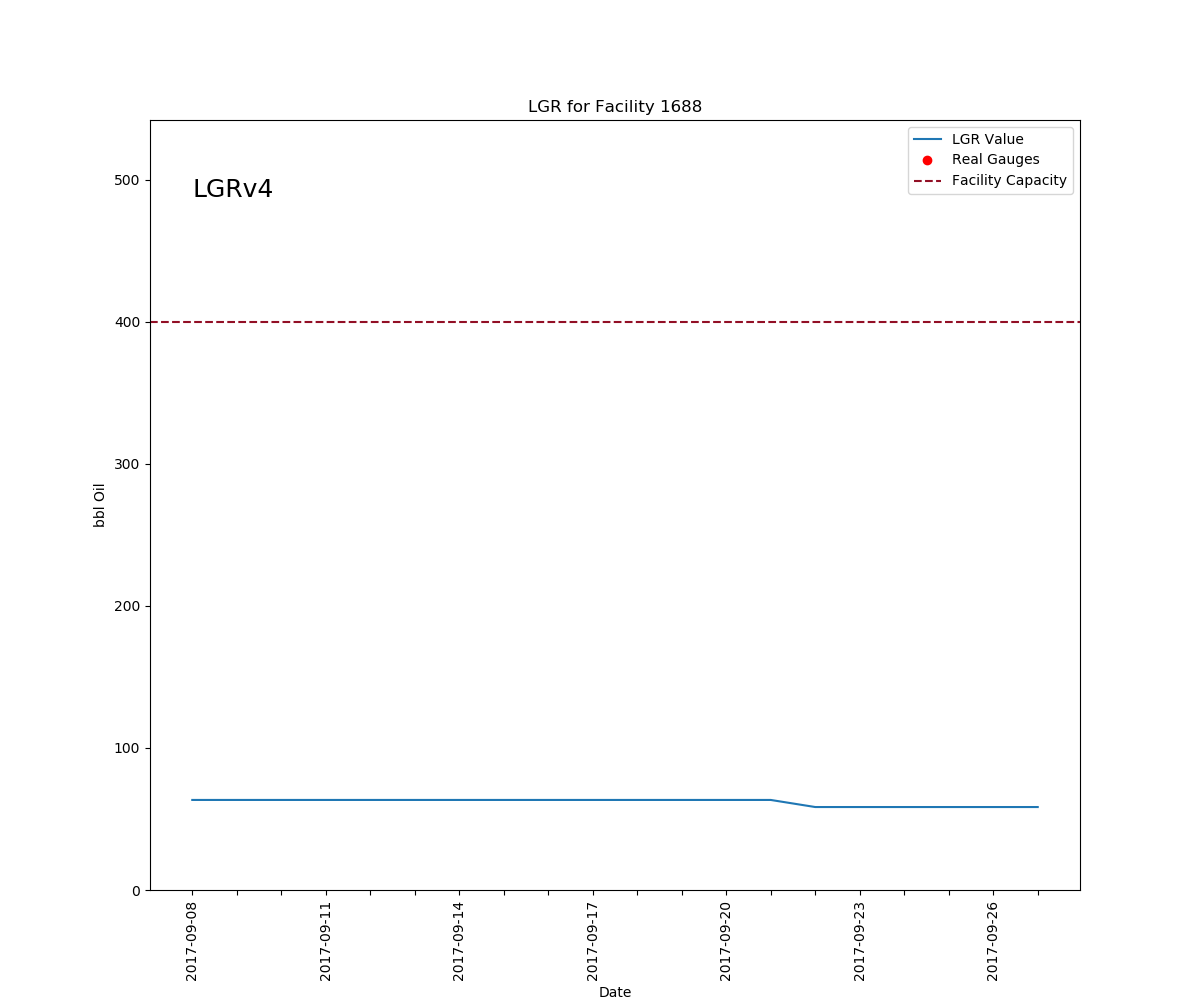 LGR for Facility 1688
LGR Value
Real Gauges
Facility Capacity
LGRv4
500
400
300
200
100
0
bbl Oil
2017-09-08
2017-09-11
2017-09-14
2017-09-17
2017-09-20
2017-09-23
2017-09-26
Date